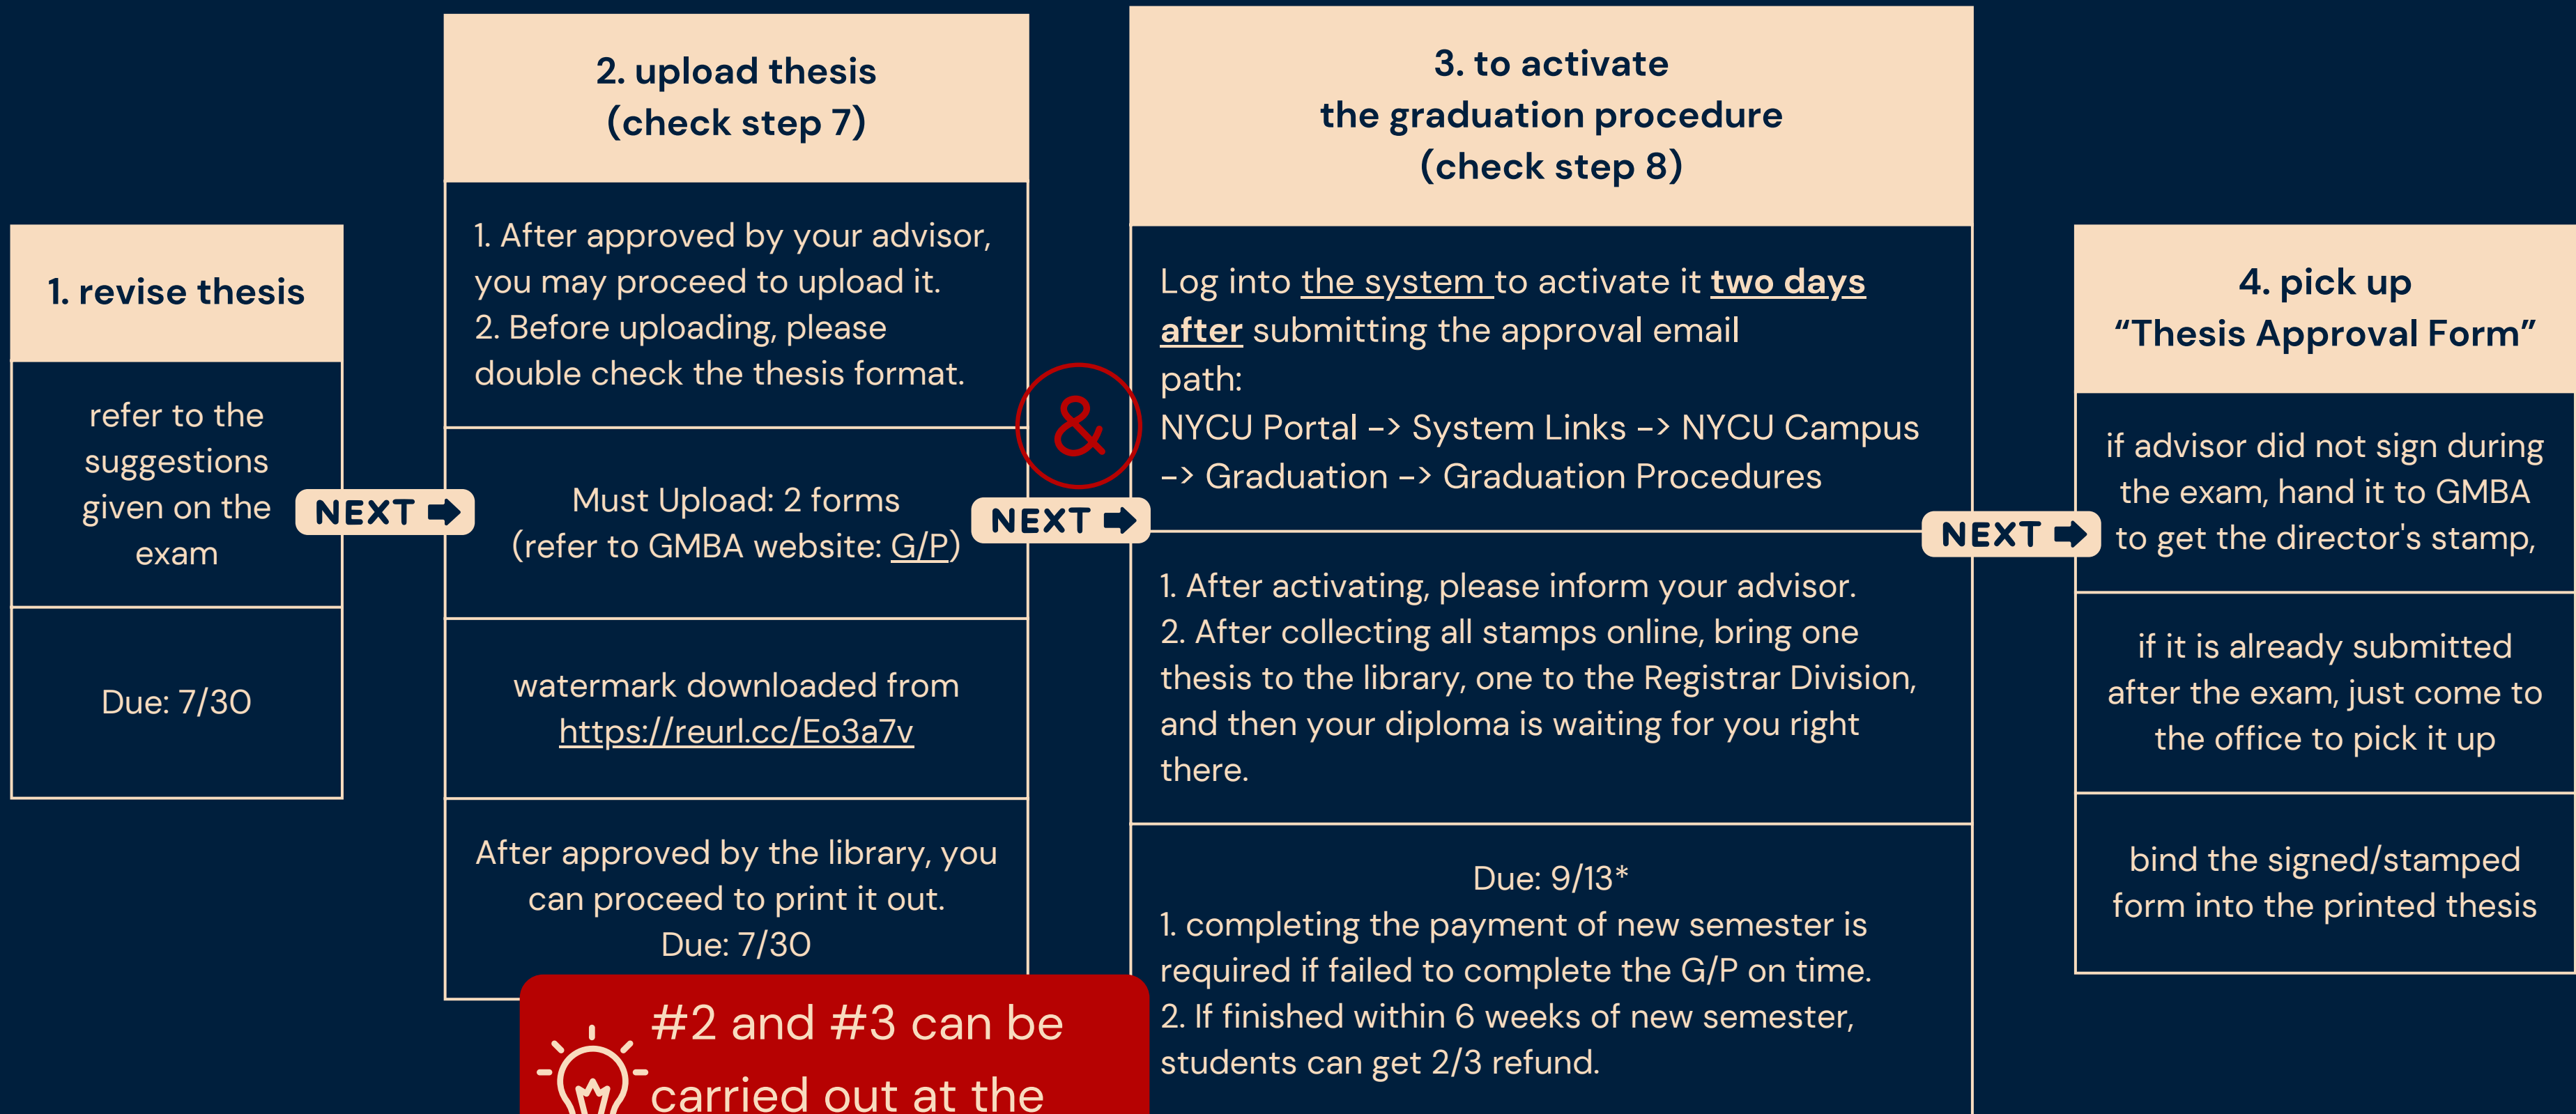 1. revise thesis
refer to the
suggestions
given on the
exam
Due: 7/30
NEXT
2. upload thesis
(check step 7)
1. After approved by your advisor,
you may proceed to upload it.
2. Before uploading, please
double check the thesis format.
Must Upload: 2 forms
(refer to GMBA website: G/P)
watermark downloaded from
https://reurl.cc/Eo3a7v
After approved by the library, you
can proceed to print it out.
Due: 7/30
#2 and #3 can be
carried out at the
&
NEXT
3. to activate
the graduation procedure
(check step 8)
Log into the system to activate it two days
after submitting the approval email
path:
NYCU Portal -> System Links -> NYCU Campus
-> Graduation -> Graduation Procedures
1. After activating, please inform your advisor.
2. After collecting all stamps online, bring one
thesis to the library, one to the Registrar Division,
and then your diploma is waiting for you right
there.
Due: 9/13*
1. completing the payment of new semester is
required if failed to complete the G/P on time.
2. If finished within 6 weeks of new semester,
students can get 2/3 refund.
NEXT
4. pick up
“Thesis Approval Form”
if advisor did not sign during
the exam, hand it to GMBA
to get the director's stamp,
if it is already submitted
after the exam, just come to
the office to pick it up
bind the signed/stamped
form into the printed thesis